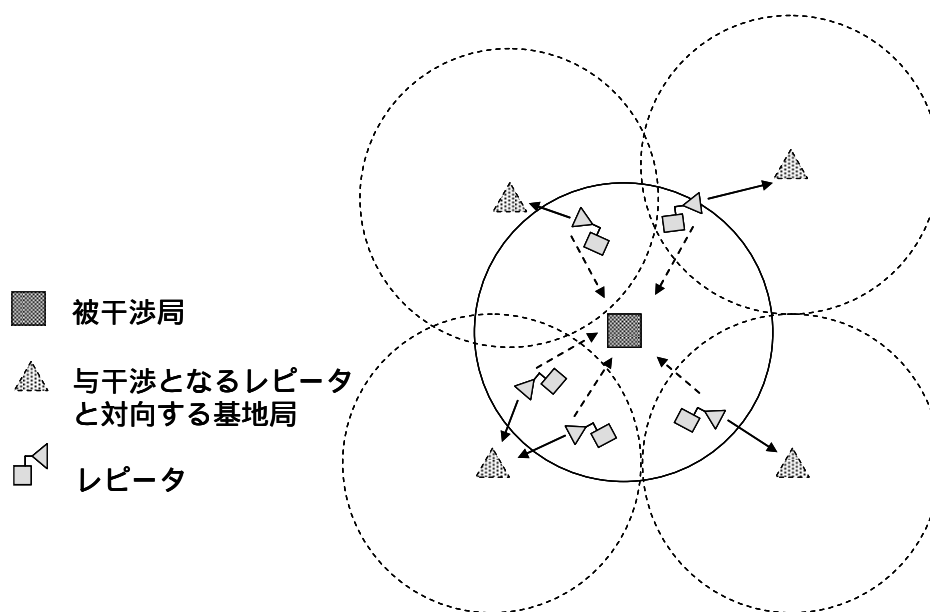 被干渉局
与干渉となるレピータ
と対向する基地局
レピータ